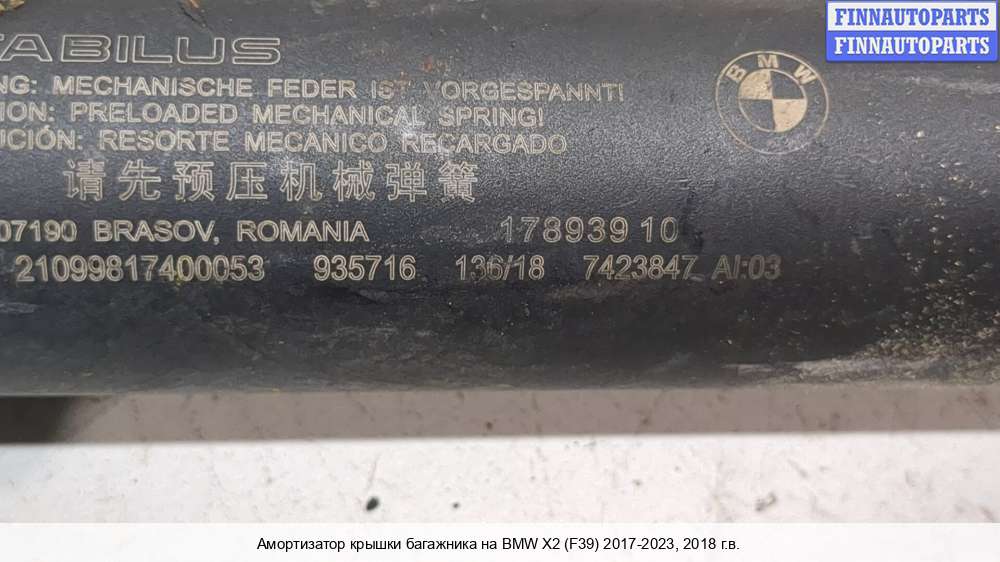 FINNAUTOPARTS
FINNAUTOPARTS
TABILUS
BMW
NG: MECHANISCHE FEDER IST VORGESPANNT!
ION: PRELOADED MECHANICAL SPRING!
UCIÓN: RESORTE MECANICO RECARGADO
请先预压机械弹簧
07190 BRASOV, ROMANIA 178939 10
21099817400053 935716 136/18 7423847 AI:03
Амортизатор крышки багажника на BMW X2 (F39) 2017-2023, 2018 г.в.